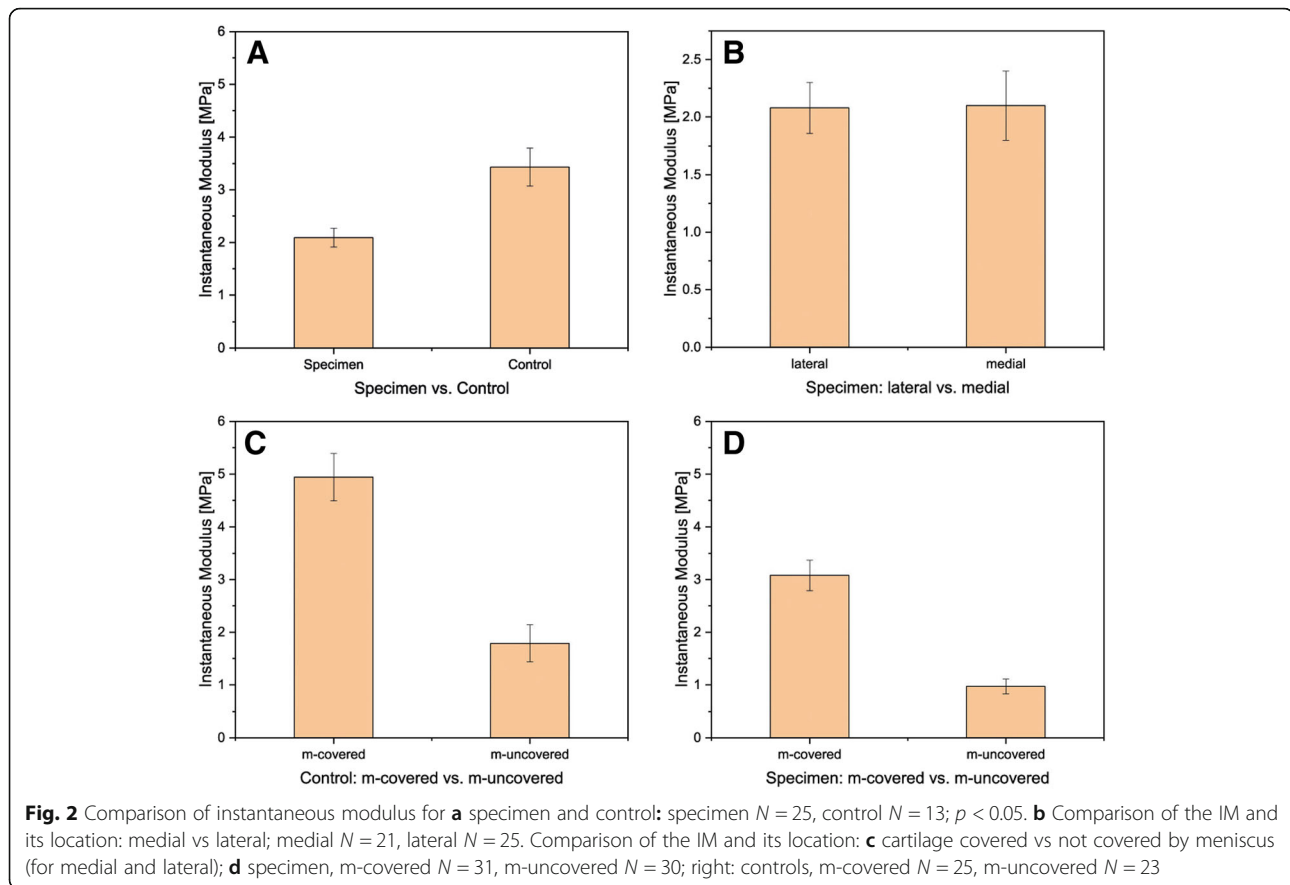 A
Instantaneous Modulus [MPa]
6
5
4
3
2
1
0
Specimen
Control
Specimen vs. Control
B
Instantaneous Modulus [MPa]
2.5
2.0
1.5
1.0
0.5
0.0
lateral
medial
Specimen: lateral vs. medial
C
Instantaneous Modulus [MPa]
6
5
4
3
2
1
0
m-covered
m-uncovered
Control: m-covered vs. m-uncovered
D
Instantaneous Modulus [MPa]
6
5
4
3
2
1
0
m-covered
m-uncovered
Specimen: m-covered vs. m-uncovered
Fig. 2 Comparison of instantaneous modulus for a specimen and control: specimen N = 25, control N = 13; p < 0.05. b Comparison of the IM and
its location: medial vs lateral; medial N = 21, lateral N = 25. Comparison of the IM and its location: c cartilage covered vs not covered by meniscus
(for medial and lateral); d specimen, m-covered N = 31, m-uncovered N = 30; right: controls, m-covered N = 25, m-uncovered N = 23